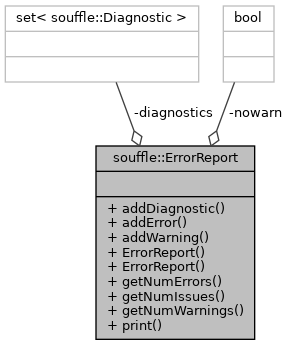 set< souffle::Diagnostic >
bool
-diagnostics
-nowarn
souffle::ErrorReport
+ addDiagnostic()
+ addError()
+ addWarning()
+ ErrorReport()
+ ErrorReport()
+ getNumErrors()
+ getNumIssues()
+ getNumWarnings()
+ print()